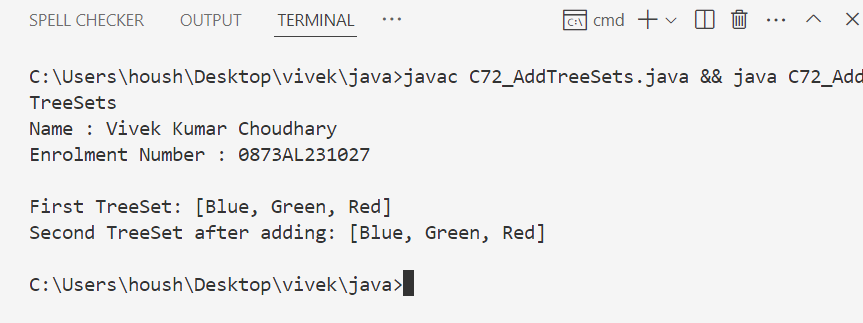 SPELL CHECKER OUTPUT TERMINAL ··· cmd
C:\Users\housh\Desktop\vivek\java>javac C72_AddTreeSets.java && java C72_Add
TreeSets
Name : Vivek Kumar Choudhary
Enrolment Number : 0873AL231027
First TreeSet: [Blue, Green, Red]
Second TreeSet after adding: [Blue, Green, Red]
C:\Users\housh\Desktop\vivek\java>